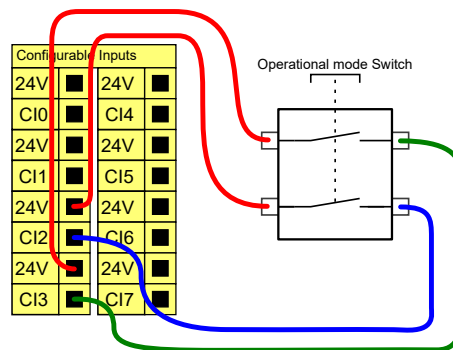 Configurable Inputs
Operational mode Switch
24V 24V
CI0 CI4
24V 24V
CI1 CI5
24V 24V
CI2 CI6
24V 24V
CI3 CI7